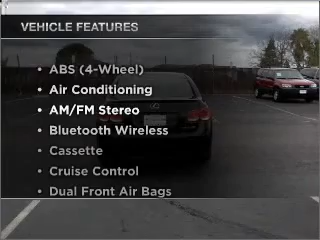 VEHICLE FEATURES
• ABS (4-Wheel)
• Air Conditioning
• AM/FM Stereo
• Bluetooth Wireless
• Cassette
• Cruise Control
• Dual Front Air Bags